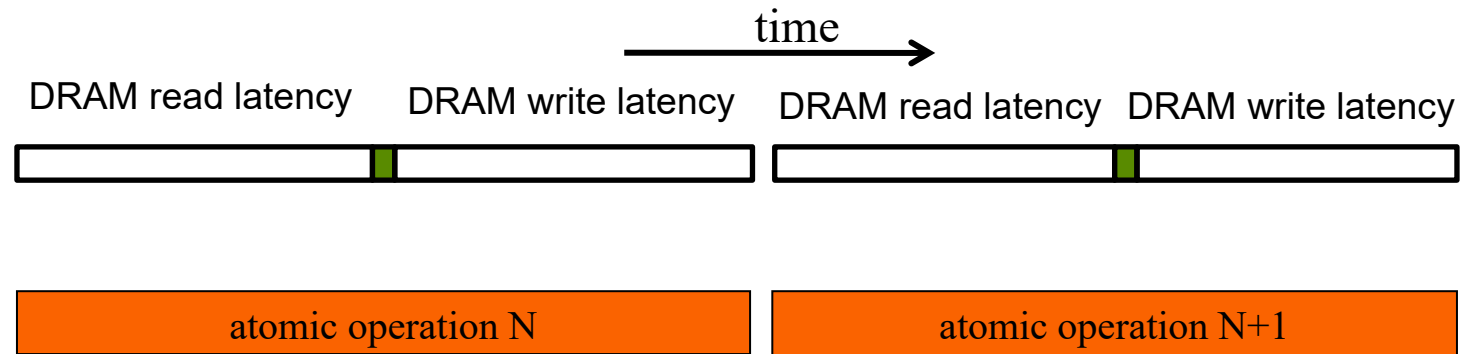 time
DRAM read latency DRAM write latency DRAM read latency DRAM write latency
atomic operation N atomic operation N+1